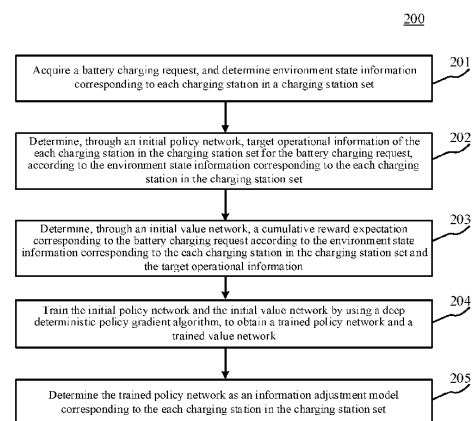 200
201
Acquire a battery charging request, and determine environment state information
corresponding to each charging station in a charging station set
202
Determine, through an initial policy network, target operational information of the
each charging station in the charging station set for the battery charging request,
according to the environment state information corresponding to the each charging
station in the charging station set
203
Determine, through an initial value network, a cumulative reward expectation
corresponding to the battery charging request according to the environment state
information corresponding to the each charging station in the charging station set and
the target operational information
204
Train the initial policy network and the initial value network by using a deep
deterministic policy gradient algorithm, to obtain a trained policy network and a
trained value network
205
Determine the trained policy network as an information adjustment model
corresponding to the each charging station in the charging station set